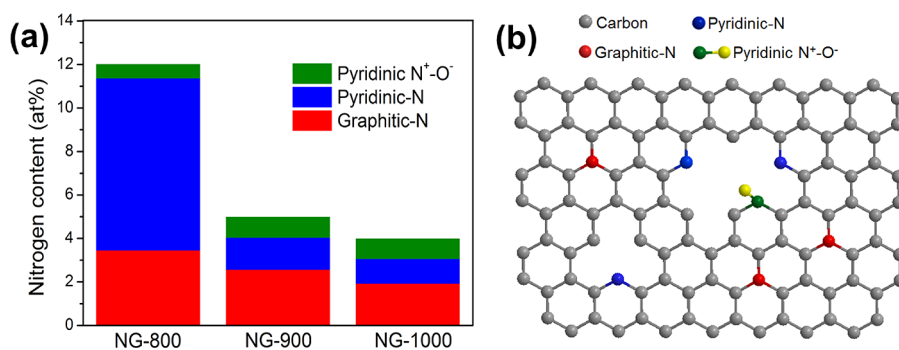 (a)
Nitrogen content (at%)
14
12
10
8
6
4
2
0
Pyridinic N⁺-O⁻
Pyridinic-N
Graphitic-N
NG-800
NG-900
NG-1000
(b)
Carbon
Pyridinic-N
Graphitic-N
Pyridinic N⁺-O⁻